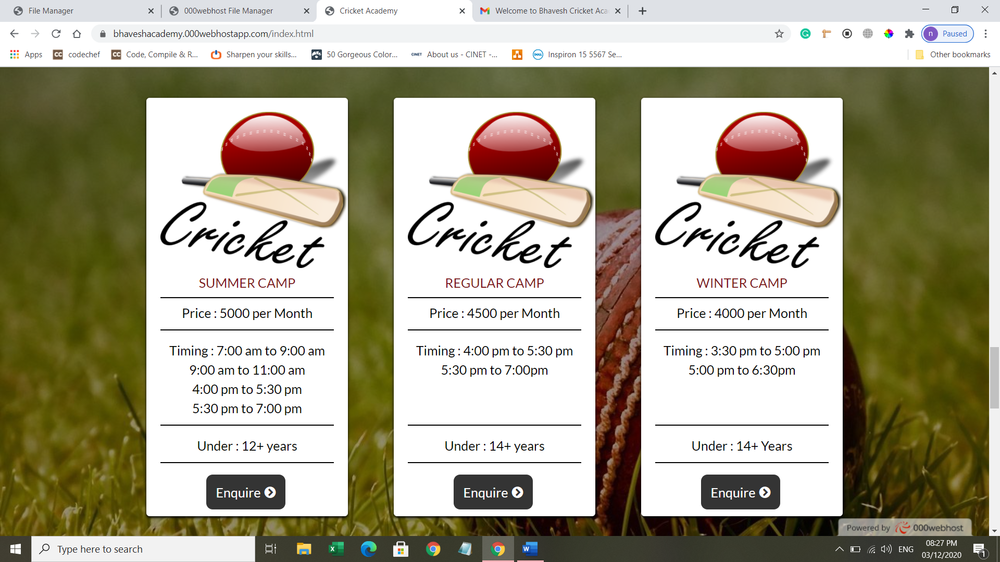 File Manager
000webhost File Manager
Cricket Academy
Welcome to Bhavesh Cricket Aca
bhaveshacademy.000webhostapp.com/index.html
n Paused
Apps
codechef
Code, Compile & R...
Sharpen your skills...
50 Gorgeous Color...
CINET About us - CINET -...
DELL Inspiron 15 5567 Se...
Other bookmarks
Cricket
SUMMER CAMP
Price : 5000 per Month
Timing : 7:00 am to 9:00 am
9:00 am to 11:00 am
4:00 pm to 5:30 pm
5:30 pm to 7:00 pm
Under : 12+ years
Enquire
Cricket
REGULAR CAMP
Price : 4500 per Month
Timing : 4:00 pm to 5:30 pm
5:30 pm to 7:00pm
Under : 14+ years
Enquire
Cricket
WINTER CAMP
Price : 4000 per Month
Timing : 3:30 pm to 5:00 pm
5:00 pm to 6:30pm
Under : 14+ Years
Enquire
Powered by 000webhost
Type here to search
ENG
08:27 PM
03/12/2020
1